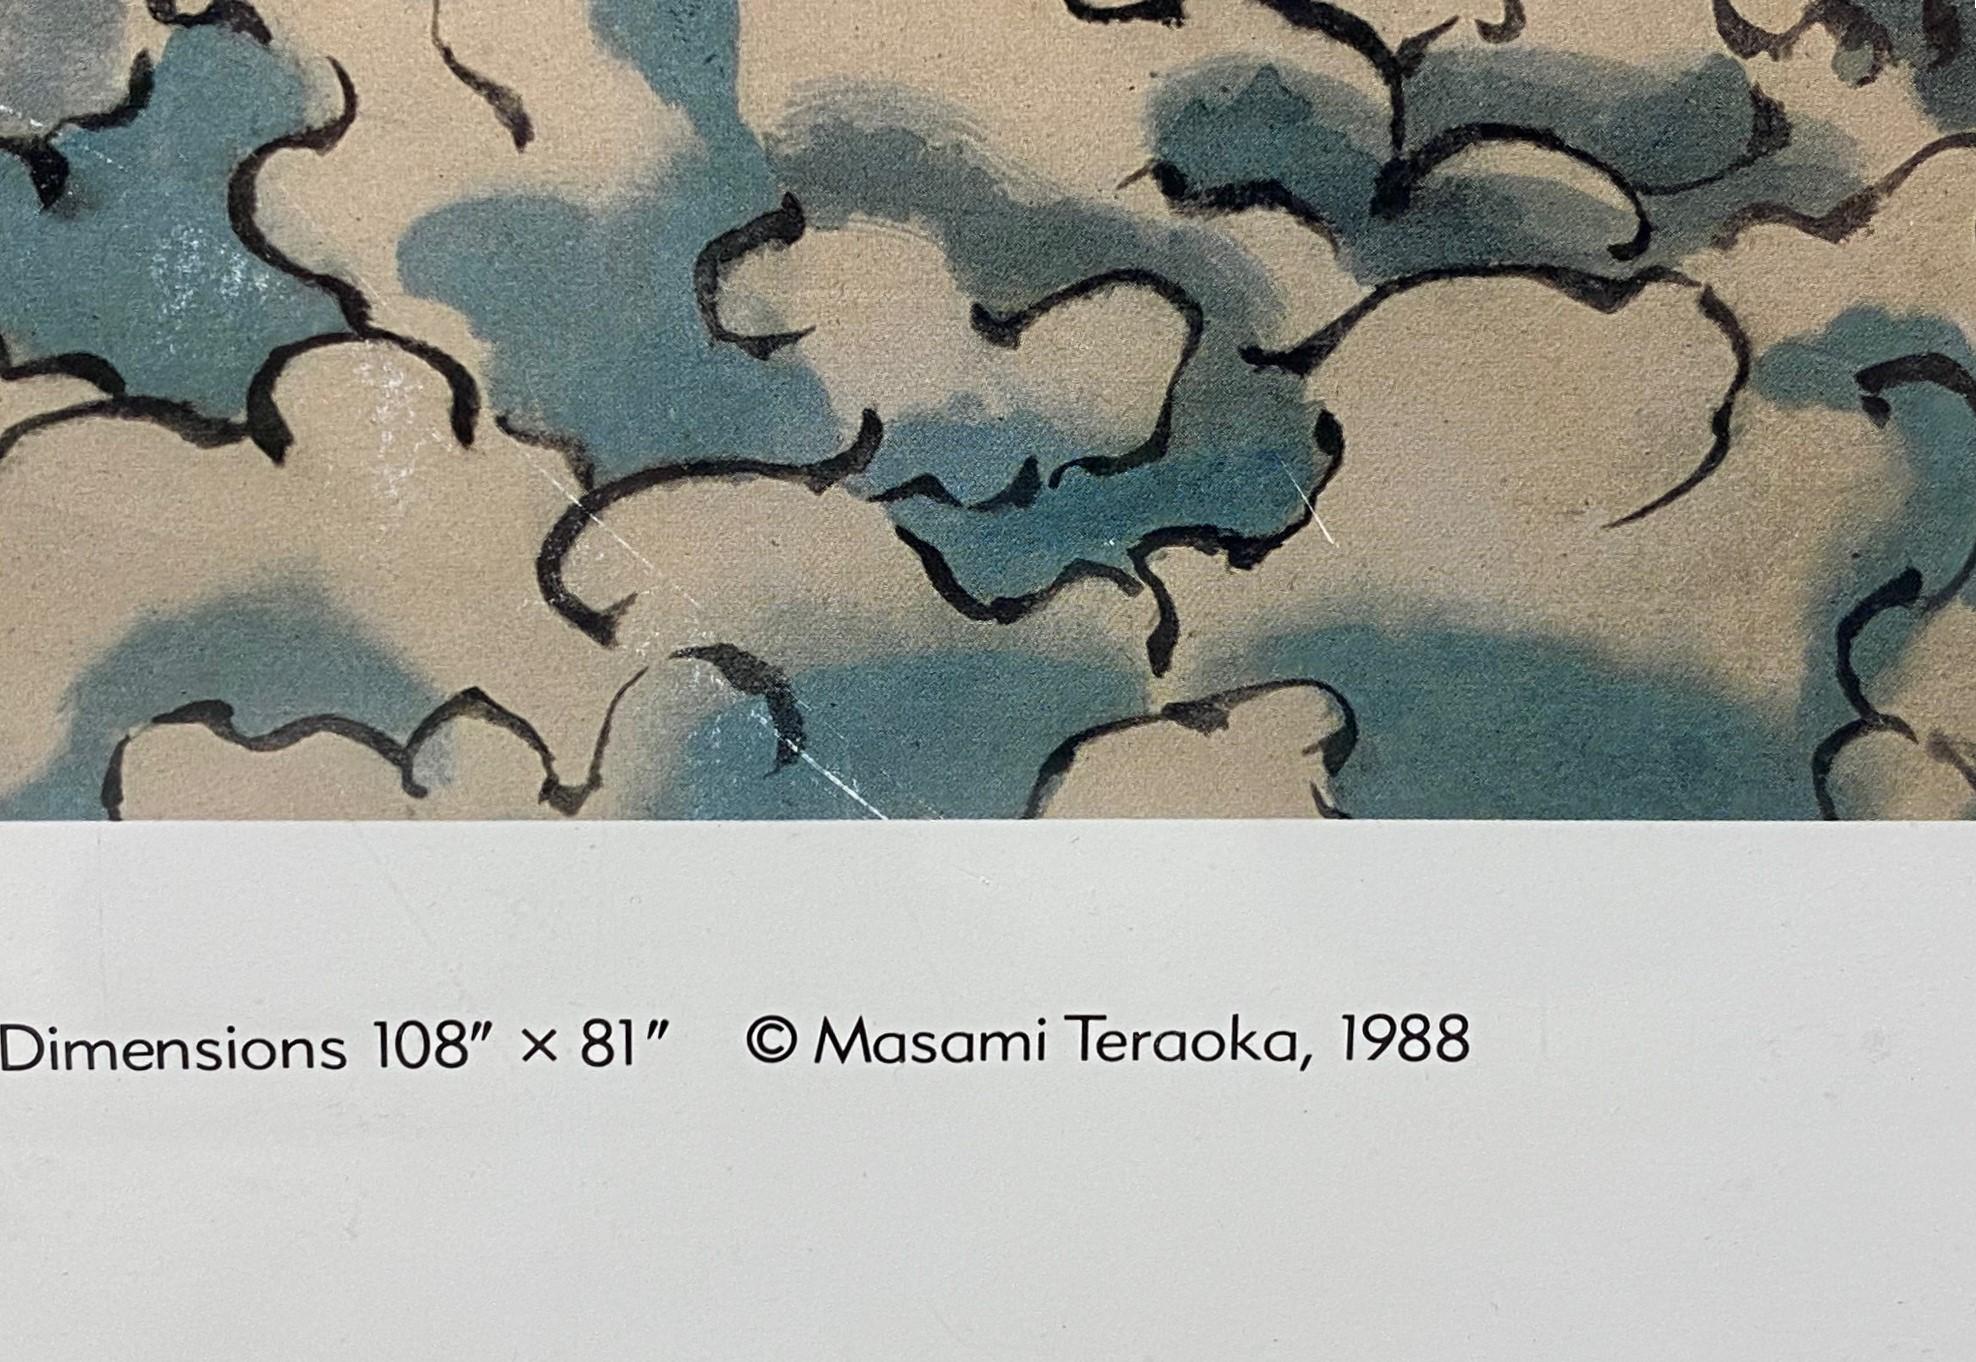 Dimensions 108" × 81" © Masami Teraoka, 1988